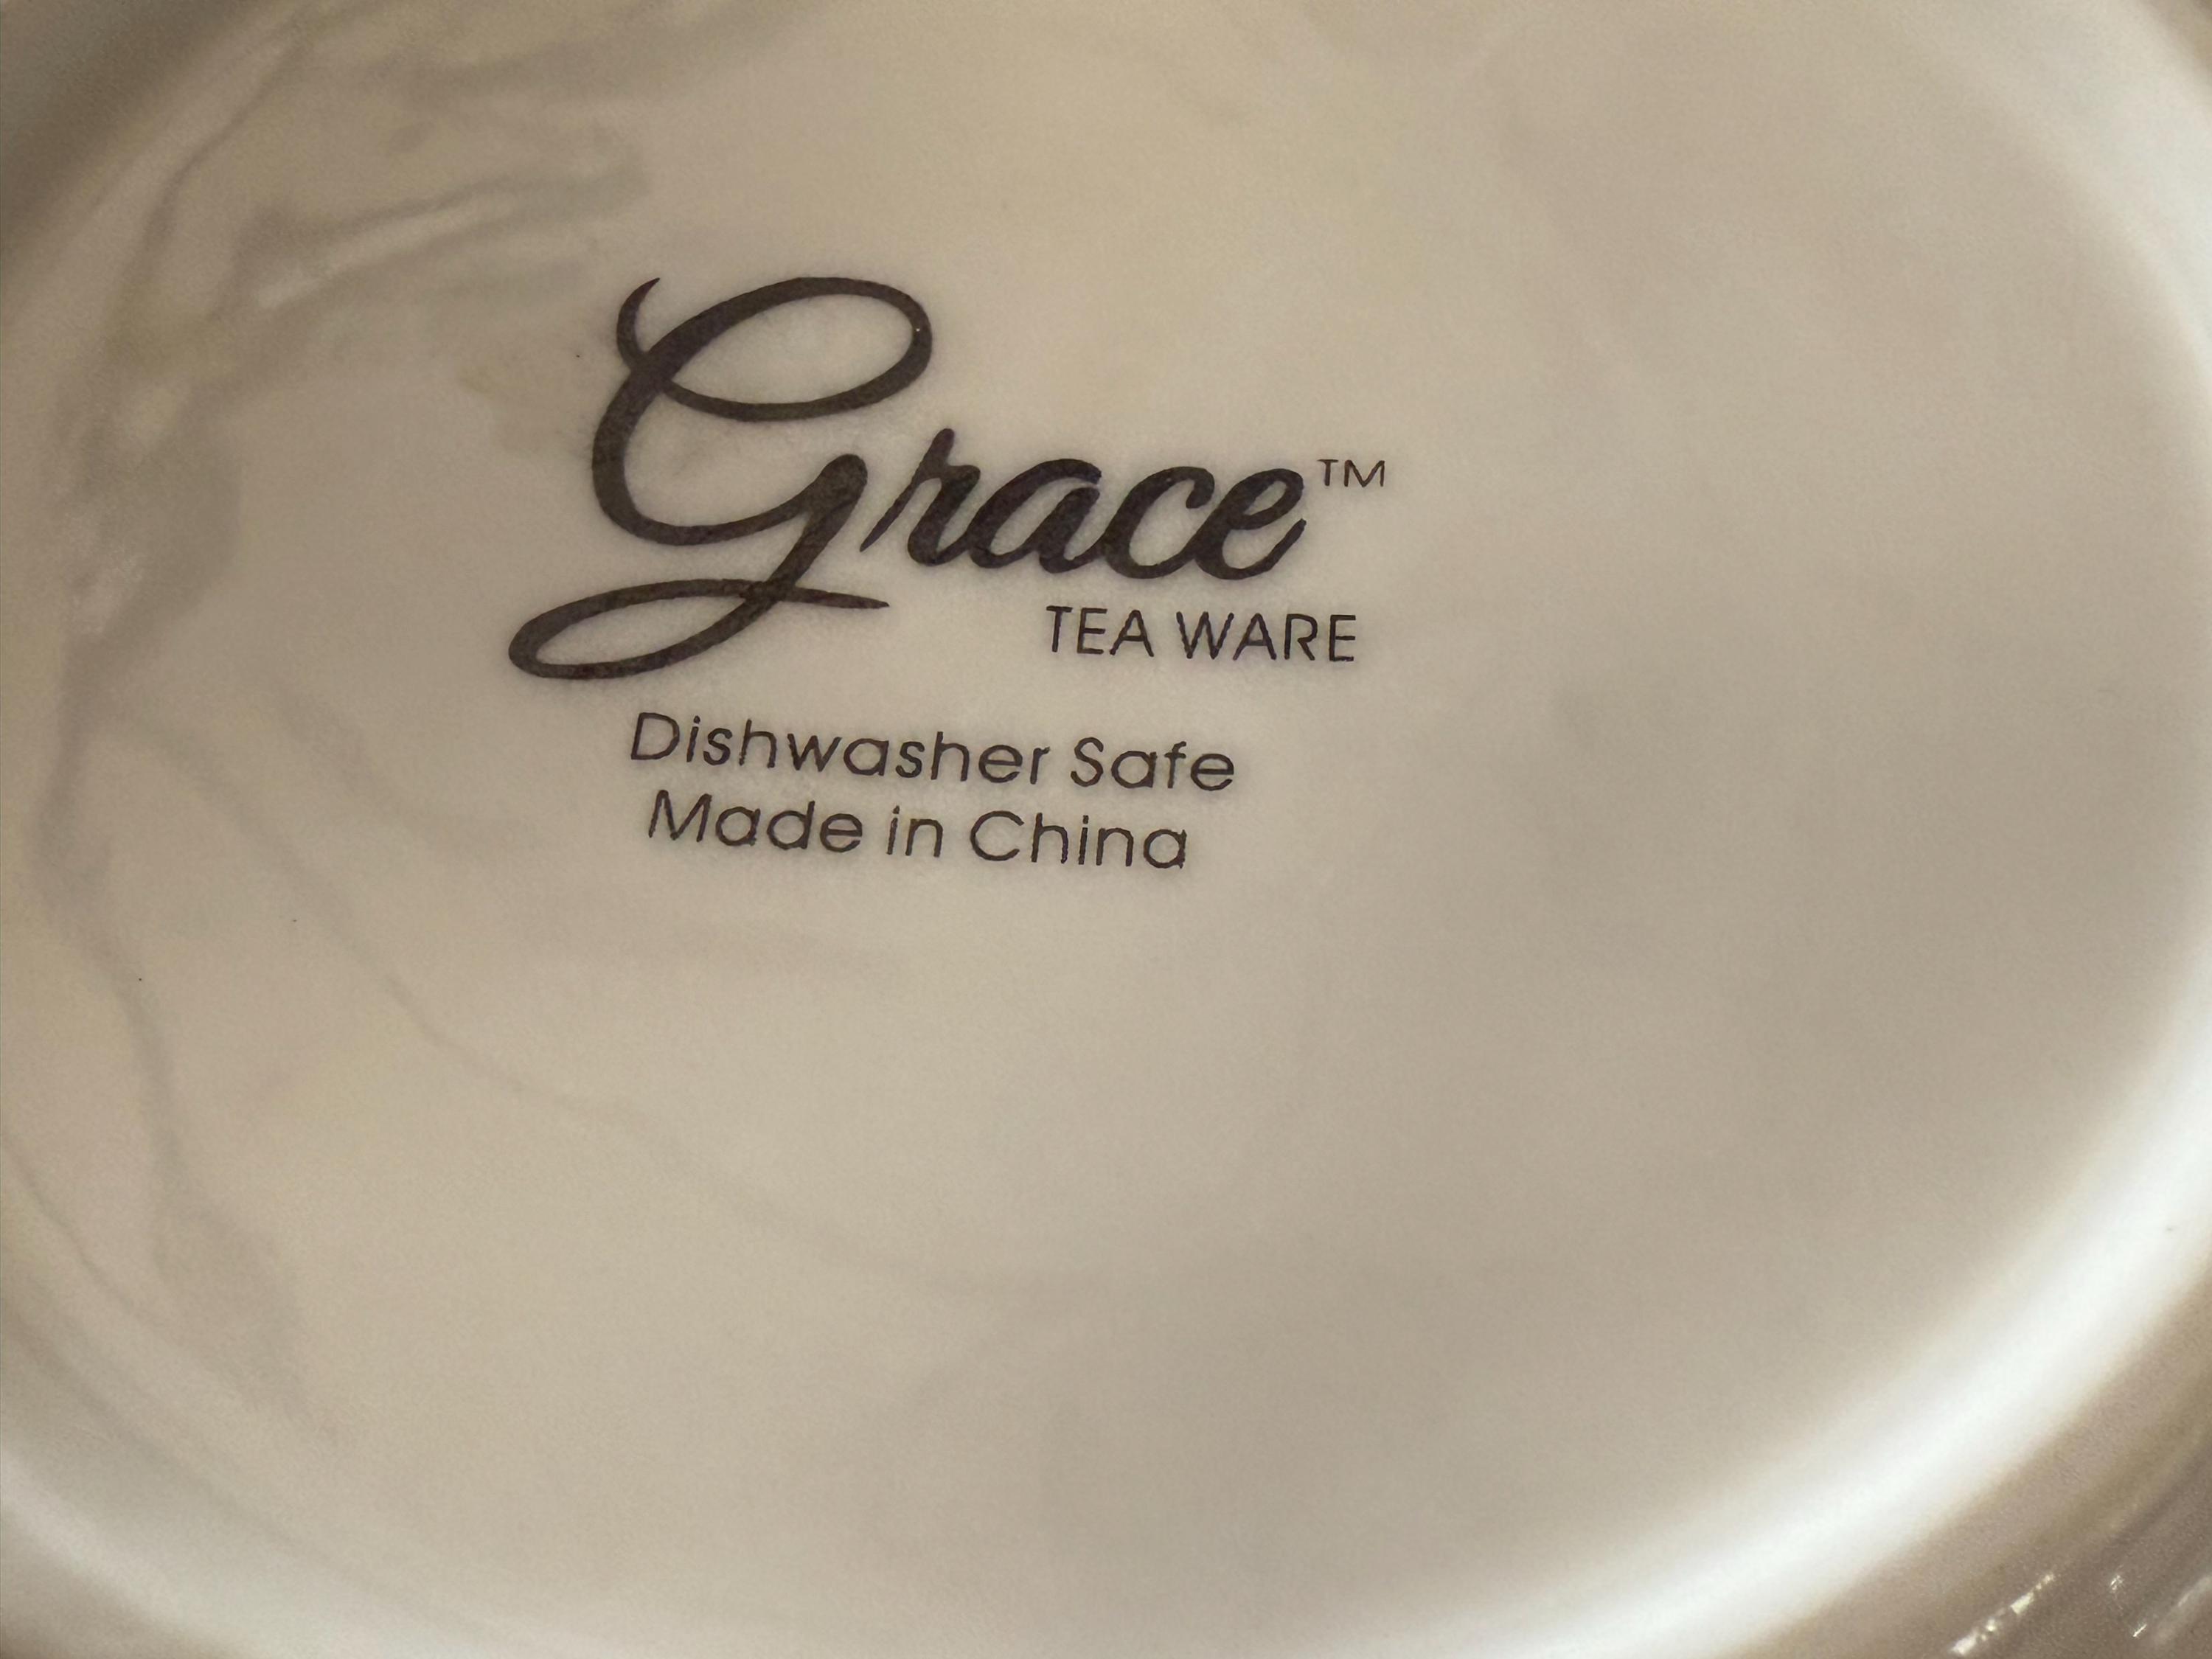 Grace™
TEA WARE
Dishwasher Safe
Made in China